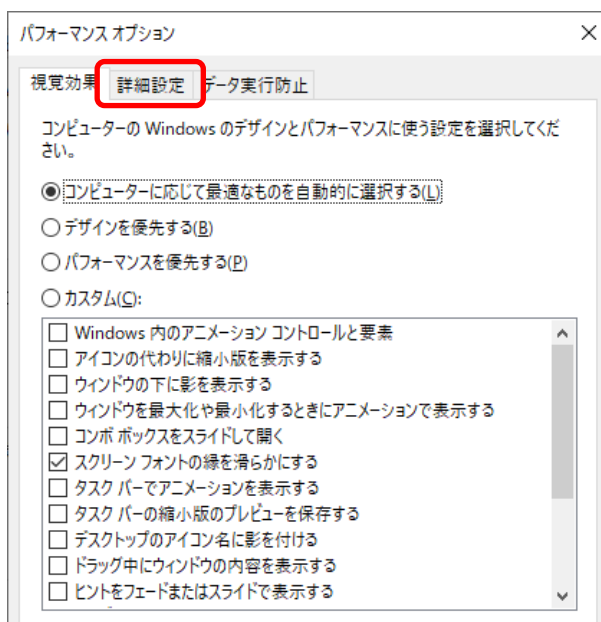 パフォーマンス オプション
視覚効果 詳細設定 データ実行防止
コンピューターの Windows のデザインとパフォーマンスに使う設定を選択してくだ
さい。
コンピューターに応じて最適なものを自動的に選択する(L)
デザインを優先する(B)
パフォーマンスを優先する(P)
カスタム(C):
Windows 内のアニメーション コントロールと要素
アイコンの代わりに縮小版を表示する
ウィンドウの下に影を表示する
ウィンドウを最大化や最小化するときにアニメーションで表示する
コンボ ボックスをスライドして開く
スクリーン フォントの縁を滑らかにする
タスク バーでアニメーションを表示する
タスク バーの縮小版のプレビューを保存する
デスクトップのアイコン名に影を付ける
ドラッグ中にウィンドウの内容を表示する
ヒントをフェードまたはスライドで表示する